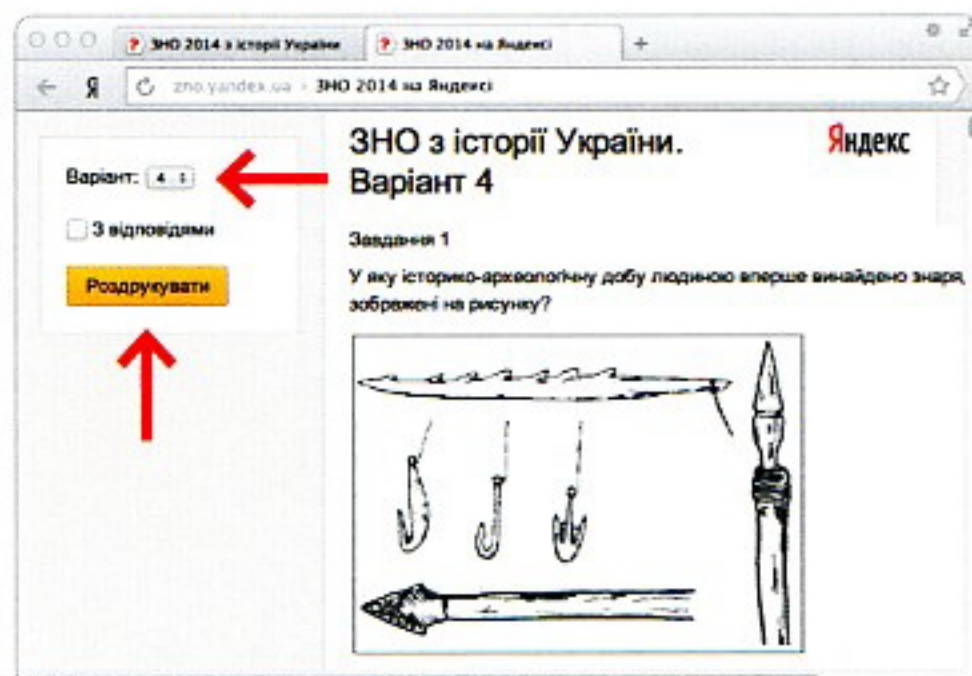 ЗНО 2014 з історії України
ЗНО 2014 на Яндексі
+
Я
zno.yandex.ua › ЗНО 2014 на Яндексі
Варіант: 4
З відповідями
Роздрукувати
ЗНО з історії України.
Варіант 4
Яндекс
Завдання 1
У яку історико-археологічну добу людиною вперше винайдено знаря,
зображені на рисунку?